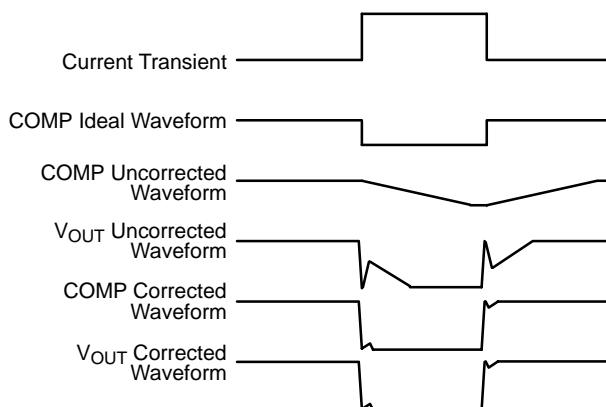 Current Transient
COMP Ideal Waveform
COMP Uncorrected
Waveform
VOUT Uncorrected
Waveform
COMP Corrected
Waveform
VOUT Corrected
Waveform